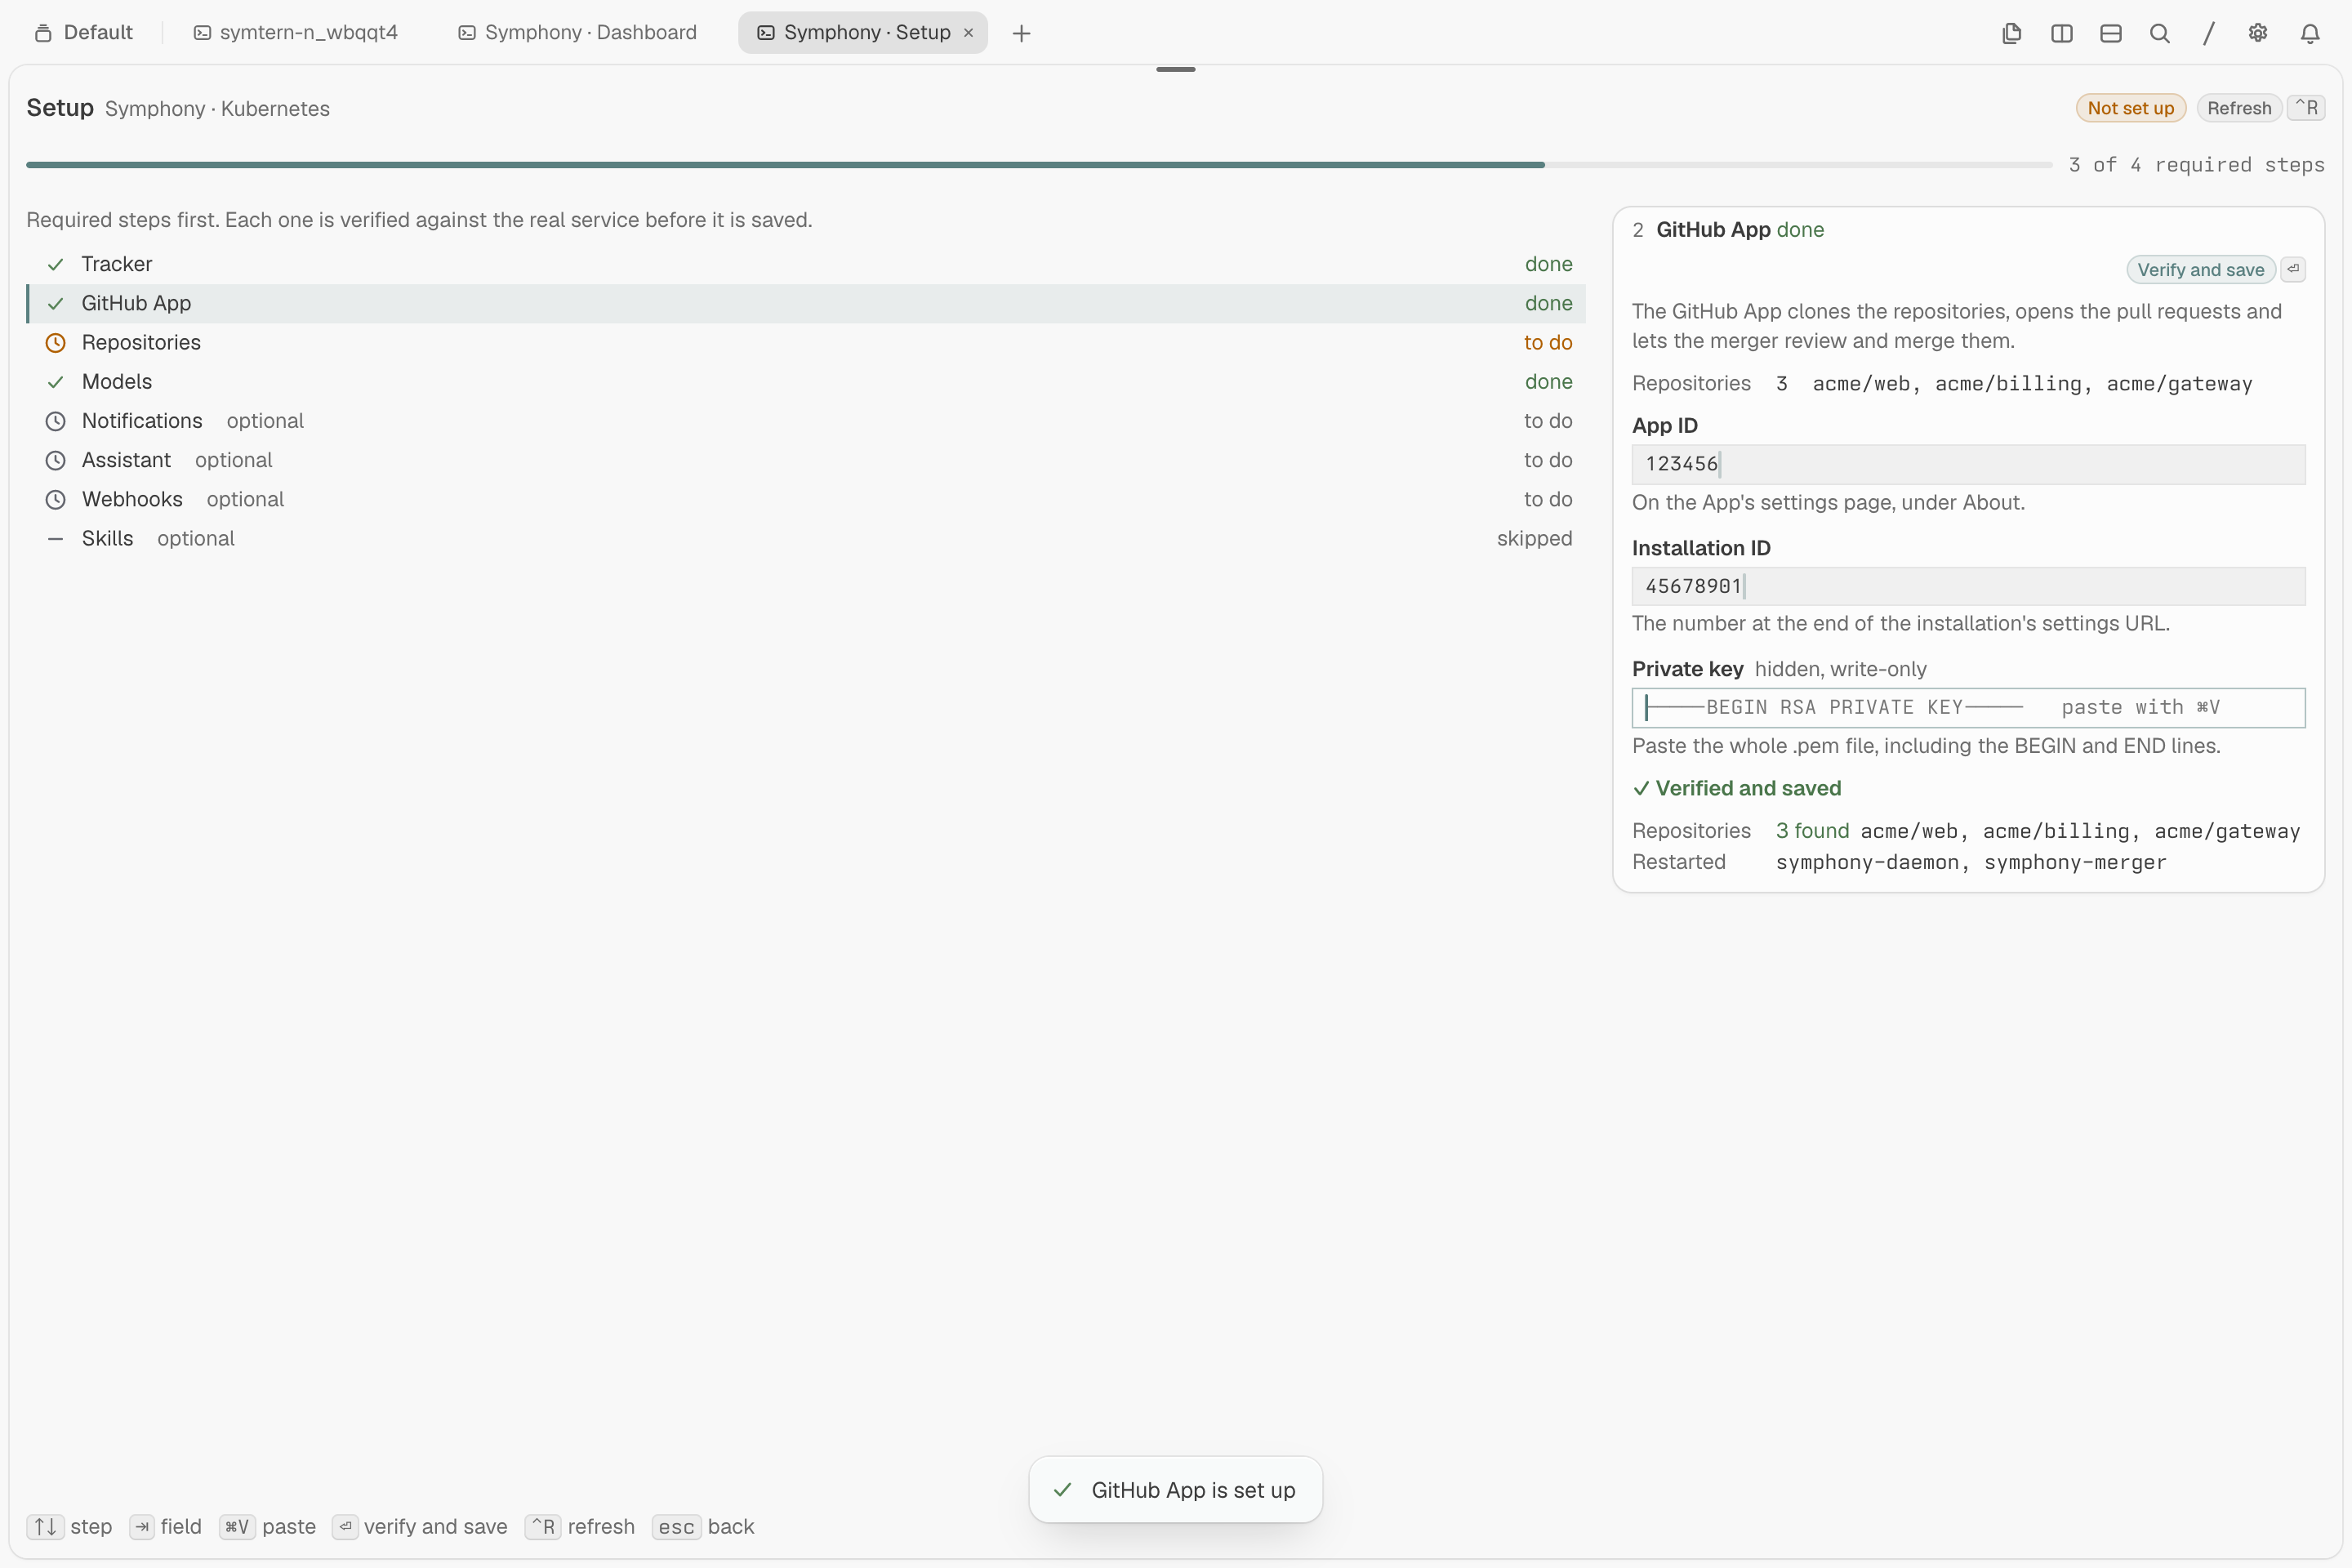 Default
symtern-n_wbqqt4
Symphony · Dashboard
Symphony · Setup
Setup Symphony · Kubernetes
Not set up Refresh ^R
3 of 4 required steps
Required steps first. Each one is verified against the real service before it is saved.
Tracker done
GitHub App done
Repositories to do
Models done
Notifications optional to do
Assistant optional to do
Webhooks optional to do
Skills optional skipped
2 GitHub App done
Verify and save ⏎
The GitHub App clones the repositories, opens the pull requests and
lets the merger review and merge them.
Repositories 3 acme/web, acme/billing, acme/gateway
App ID
123456
On the App's settings page, under About.
Installation ID
45678901
The number at the end of the installation's settings URL.
Private key hidden, write-only
-----BEGIN RSA PRIVATE KEY----- paste with ⌘V
Paste the whole .pem file, including the BEGIN and END lines.
✓ Verified and saved
Repositories 3 found acme/web, acme/billing, acme/gateway
Restarted symphony-daemon, symphony-merger
GitHub App is set up
↑↓ step ⇥ field ⌘V paste ⏎ verify and save ^R refresh esc back